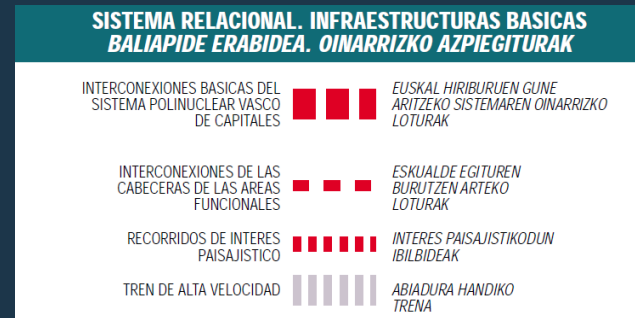 SISTEMA RELACIONAL. INFRAESTRUCTURAS BASICAS
BALIAPIDE ERABIDEA. OINARRIZKO AZPIEGITURAK
INTERCONEXIONES BASICAS DEL
SISTEMA POLINUCLEAR VASCO
DE CAPITALES
EUSKAL HIRIBURUEN GUNE
ARITZEKO SISTEMAREN OINARRIZKO
LOTURAK
INTERCONEXIONES DE LAS
CABECERAS DE LAS AREAS
FUNCIONALES
ESKUALDE EGITUREN
BURUTZEN ARTEKO
LOTURAK
RECORRIDOS DE INTERES
PAISAJISTICO
INTERES PAISAJISTIKODUN
IBILBIDEAK
TREN DE ALTA VELOCIDAD
ABIADURA HANDIKO
TRENA